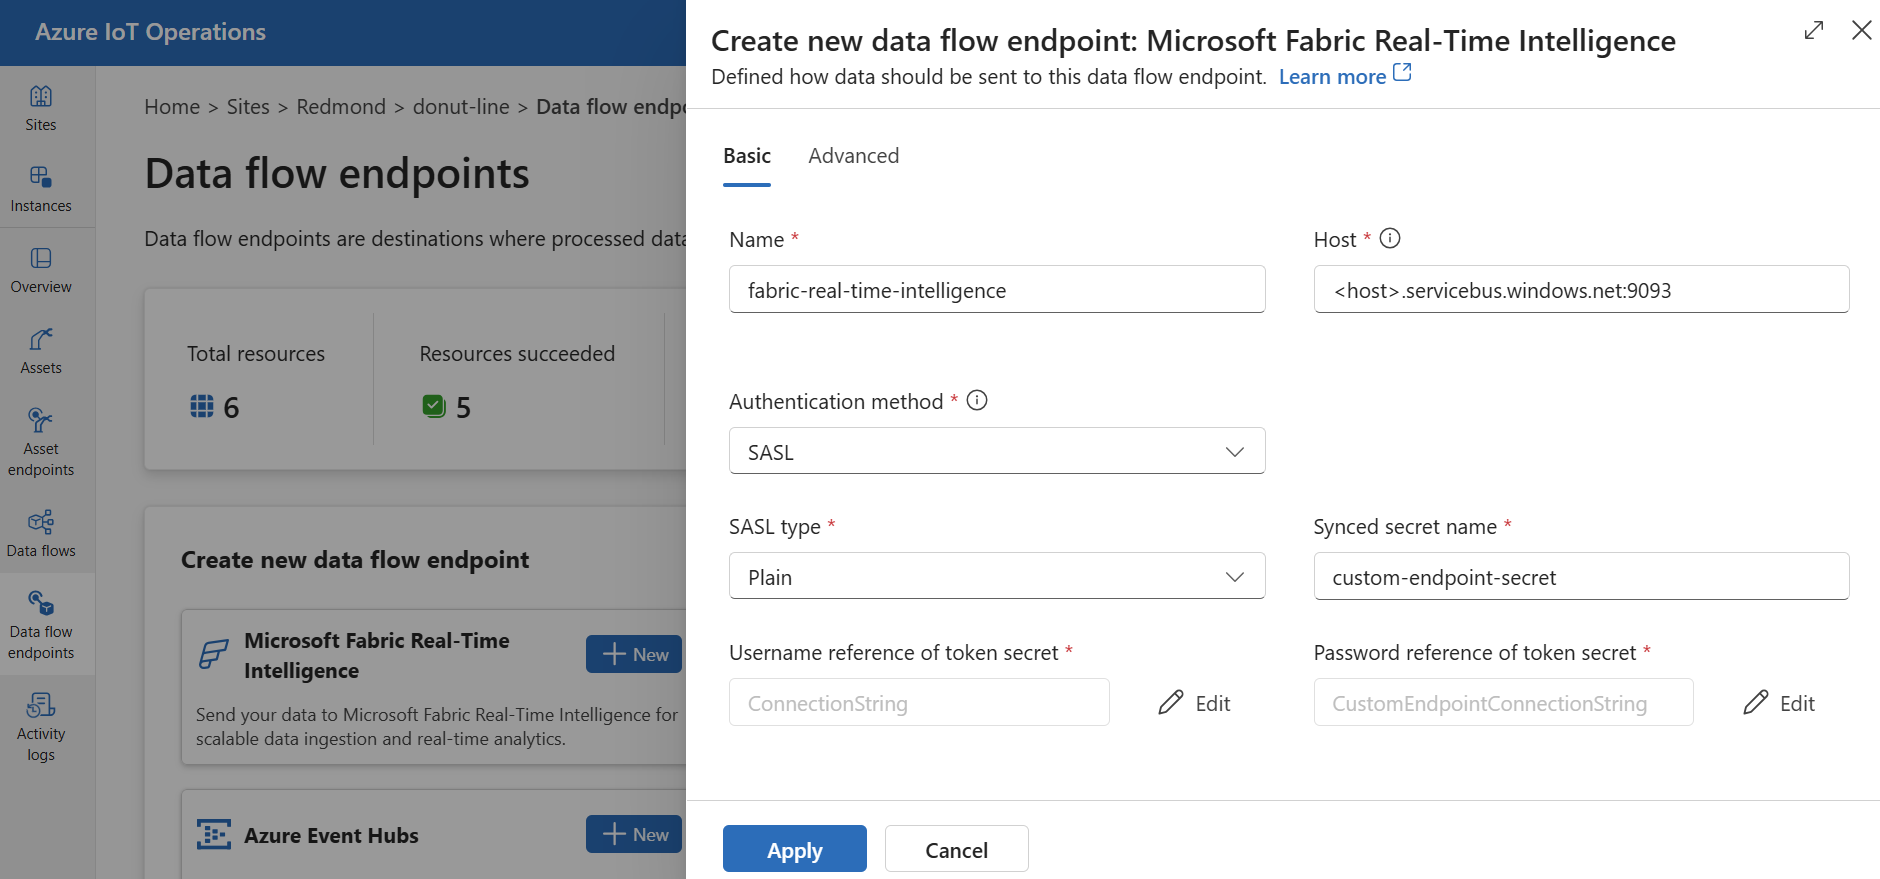 Azure IoT Operations
Sites
Instances
Overview
Assets
Asset
endpoints
Data flows
Data flow
endpoints
Activity
logs
Home > Sites > Redmond > donut-line > Data flow endpo
Data flow endpoints
Data flow endpoints are destinations where processed data
Total resources
6
Resources succeeded
5
Create new data flow endpoint
Microsoft Fabric Real-Time
Intelligence
New
Send your data to Microsoft Fabric Real-Time Intelligence for
scalable data ingestion and real-time analytics.
Azure Event Hubs
New
Create new data flow endpoint: Microsoft Fabric Real-Time Intelligence
Defined how data should be sent to this data flow endpoint. Learn more
Basic
Advanced
Name *
fabric-real-time-intelligence
Host *
<host>.servicebus.windows.net:9093
Authentication method *
SASL
SASL type *
Plain
Synced secret name *
custom-endpoint-secret
Username reference of token secret *
ConnectionString
Edit
Password reference of token secret *
CustomEndpointConnectionString
Edit
Apply
Cancel